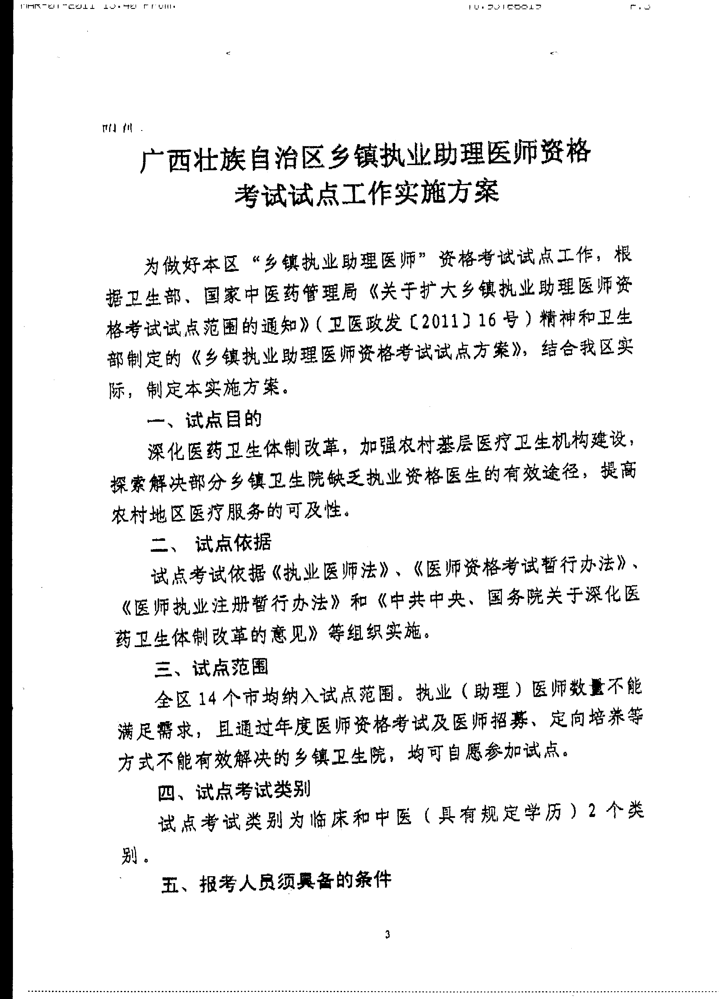 广西壮族自治区乡镇执业助理医师资格
考试试点工作实施方案
为做好本区“乡镇执业助理医师”资格考试试点工作，根
据卫生部、国家中医药管理局《关于扩大乡镇执业助理医师资
格考试试点范围的通知》（卫医政发〔2011〕16号）精神和卫生
部制定的《乡镇执业助理医师资格考试试点方案》，结合我区实
际，制定本实施方案。
一、试点目的
深化医药卫生体制改革，加强农村基层医疗卫生机构建设，
探索解决部分乡镇卫生院缺乏执业资格医生的有效途径，提高
农村地区医疗服务的可及性。
二、 试点依据
试点考试依据《执业医师法》、《医师资格考试暂行办法》、
《医师执业注册暂行办法》和《中共中央、国务院关于深化医
药卫生体制改革的意见》等组织实施。
三、试点范围
全区14个市均纳入试点范围。执业（助理）医师数量不能
满足需求，且通过年度医师资格考试及医师招募、定向培养等
方式不能有效解决的乡镇卫生院，均可自愿参加试点。
四、试点考试类别
试点考试类别为临床和中医（具有规定学历）2个类
别。
五、报考人员须具备的条件
3